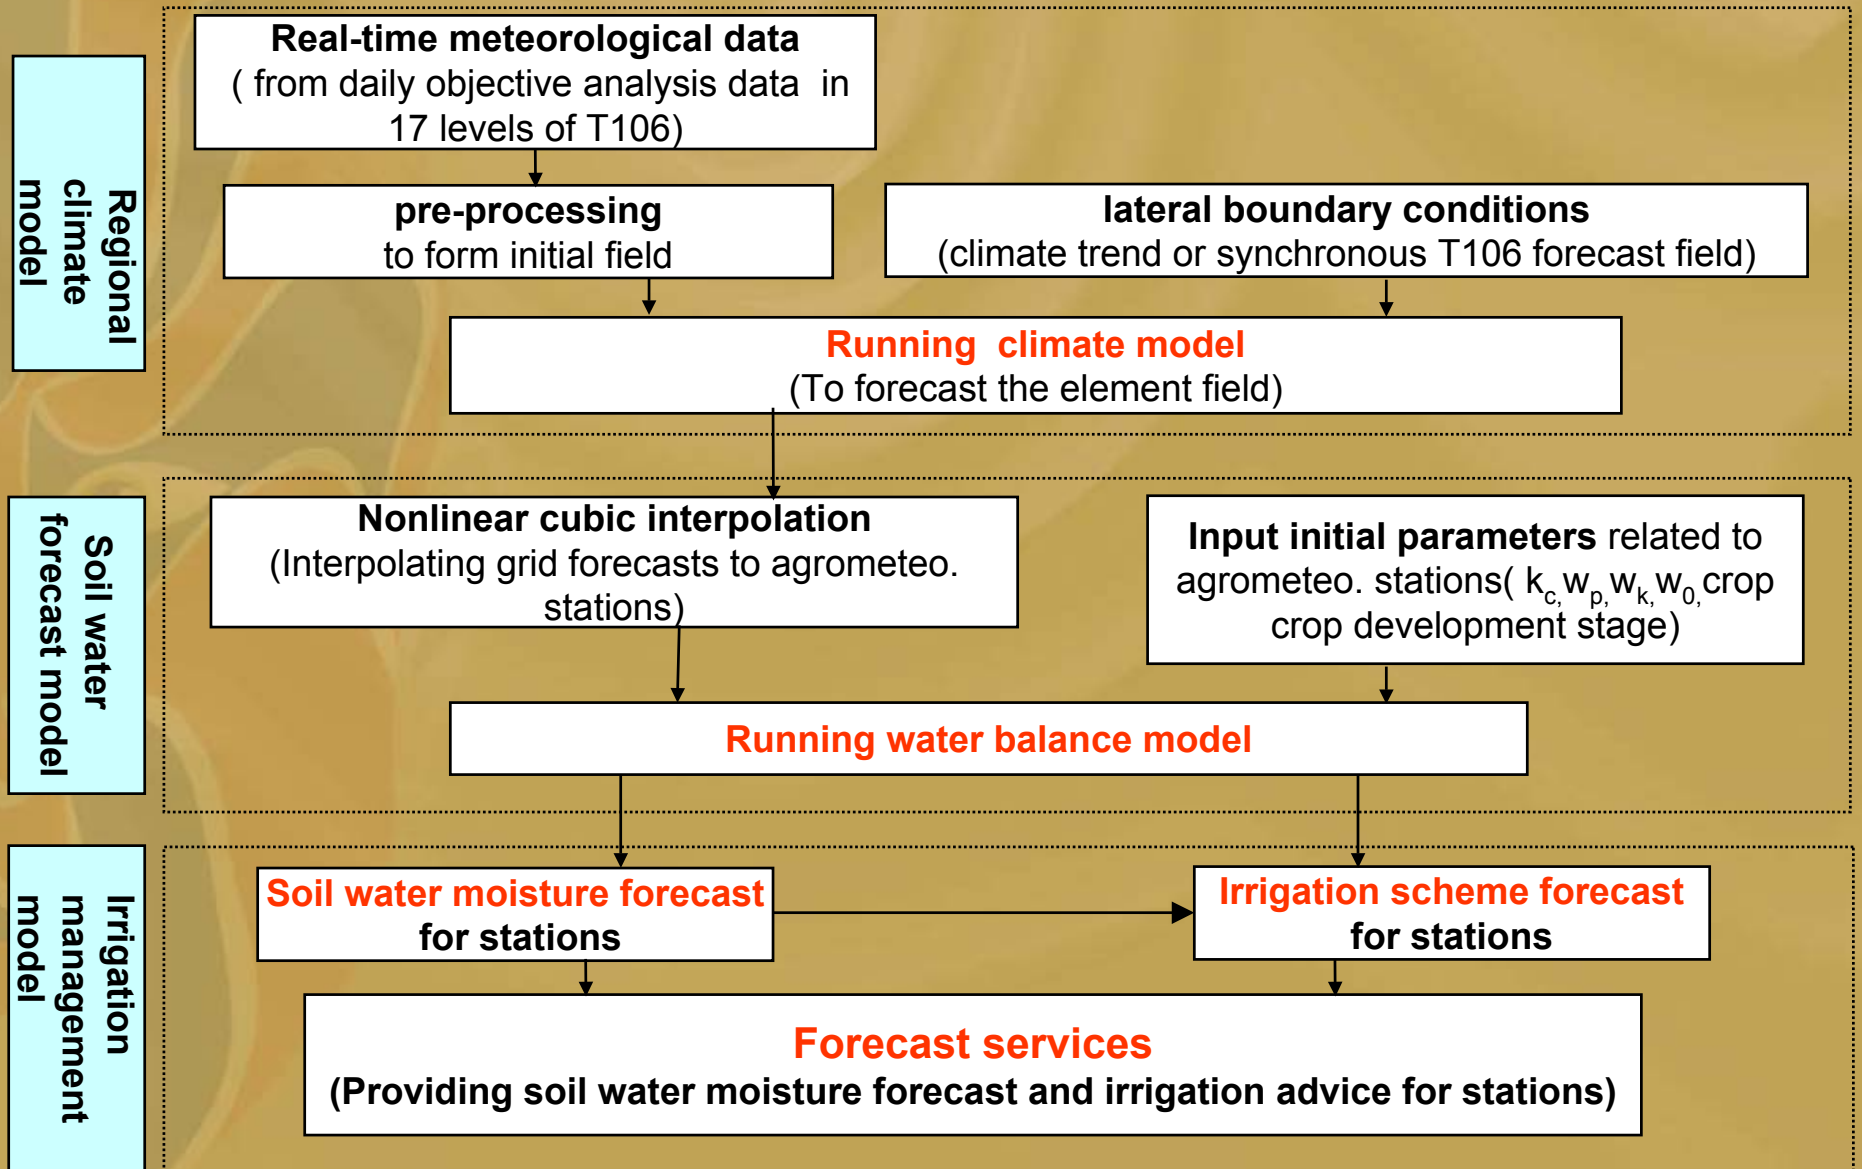 Regional
climate
model
Real-time meteorological data
( from daily objective analysis data in
17 levels of T106)
pre-processing
to form initial field
lateral boundary conditions
(climate trend or synchronous T106 forecast field)
Running climate model
(To forecast the element field)
Soil water
forecast model
Nonlinear cubic interpolation
(Interpolating grid forecasts to agrometeo.
stations)
Input initial parameters related to
agrometeo. stations( k_c,w_p,w_k,w_0,crop
crop development stage)
Running water balance model
Irrigation
management
model
Soil water moisture forecast
for stations
Irrigation scheme forecast
for stations
Forecast services
(Providing soil water moisture forecast and irrigation advice for stations)